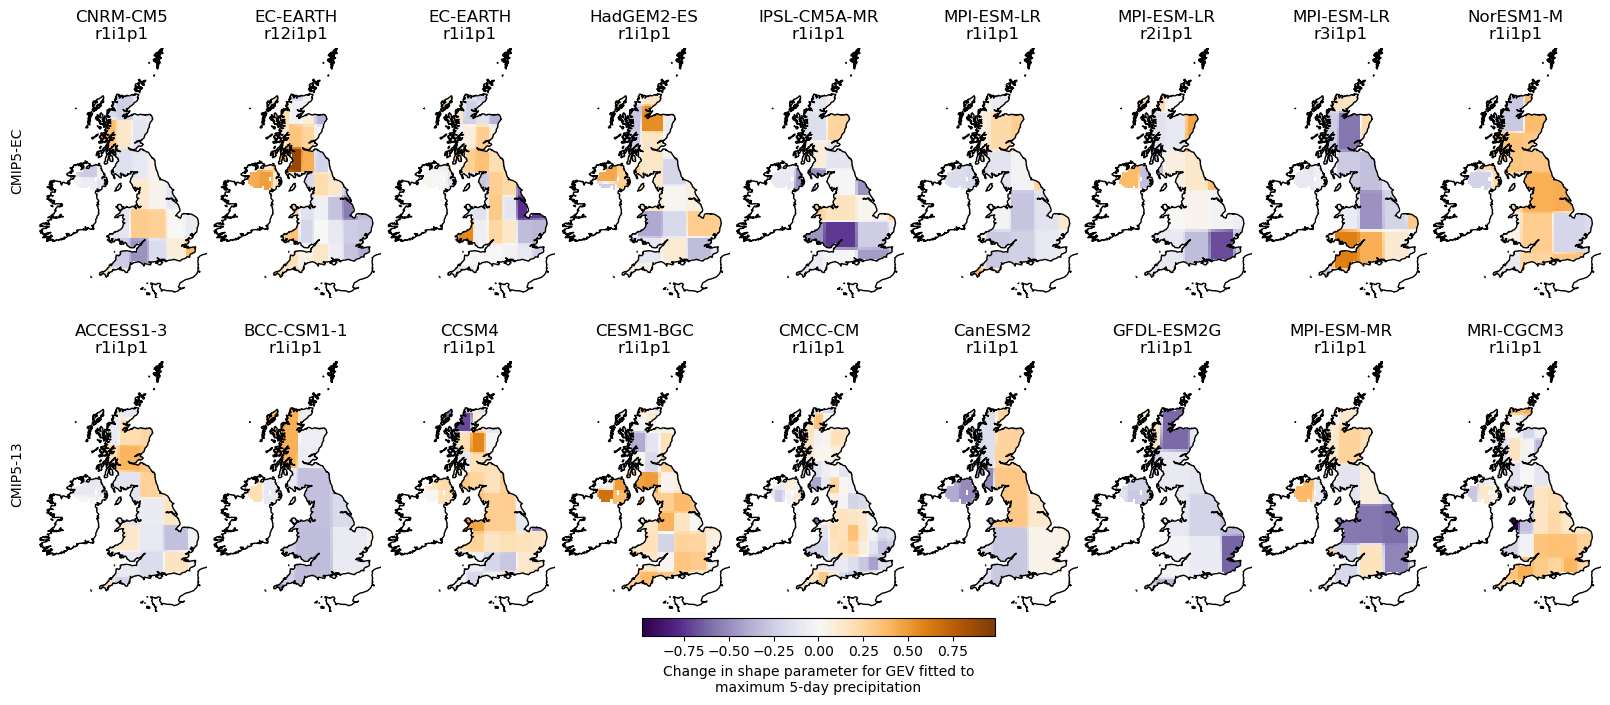 CNRM-CM5 EC-EARTH EC-EARTH HadGEM2-ES IPSL-CM5A-MR MPI-ESM-LR MPI-ESM-LR MPI-ESM-LR NorESM1-M
r1i1p1 r12i1p1 r1i1p1 r1i1p1 r1i1p1 r1i1p1 r2i1p1 r3i1p1 r1i1p1
CMIP5-EC
ACCESS1-3 BCC-CSM1-1 CCSM4 CESM1-BGC CMCC-CM CanESM2 GFDL-ESM2G MPI-ESM-MR MRI-CGCM3
r1i1p1 r1i1p1 r1i1p1 r1i1p1 r1i1p1 r1i1p1 r1i1p1 r1i1p1 r1i1p1
CMIP5-13
−0.75 −0.50 −0.25 0.00 0.25 0.50 0.75
Change in shape parameter for GEV fitted to
maximum 5-day precipitation